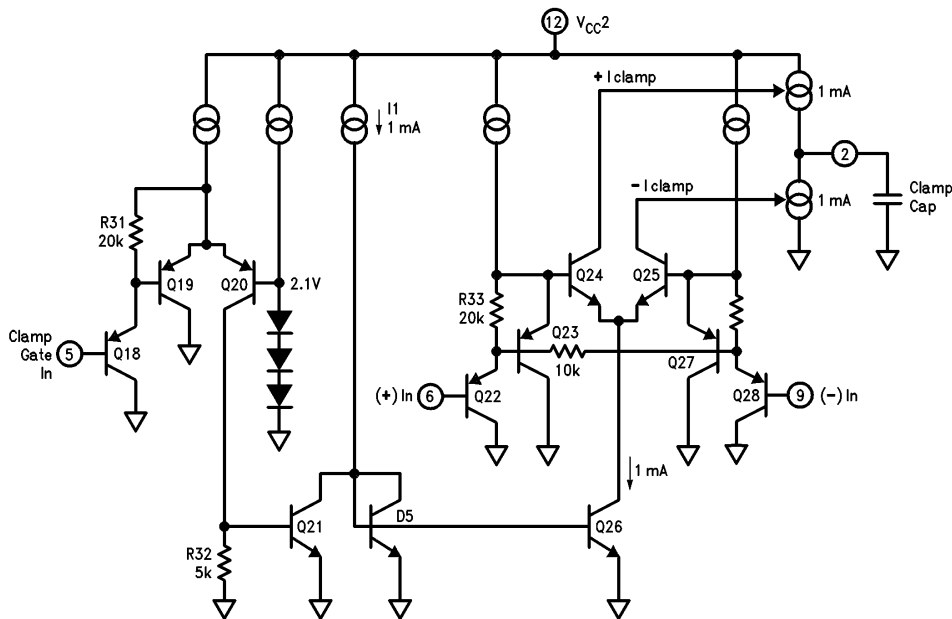 12 VCC2
+I clamp
I1
1 mA
1 mA
2
-I clamp
1 mA
Clamp
Cap
R31
20k
Q19
Q20
2.1V
Q24
Q25
R33
20k
Clamp
Gate
In
5
Q18
Q23
10k
Q27
(+) In 6
Q22
Q28
9 (-) In
1 mA
Q21
D5
Q26
R32
5k